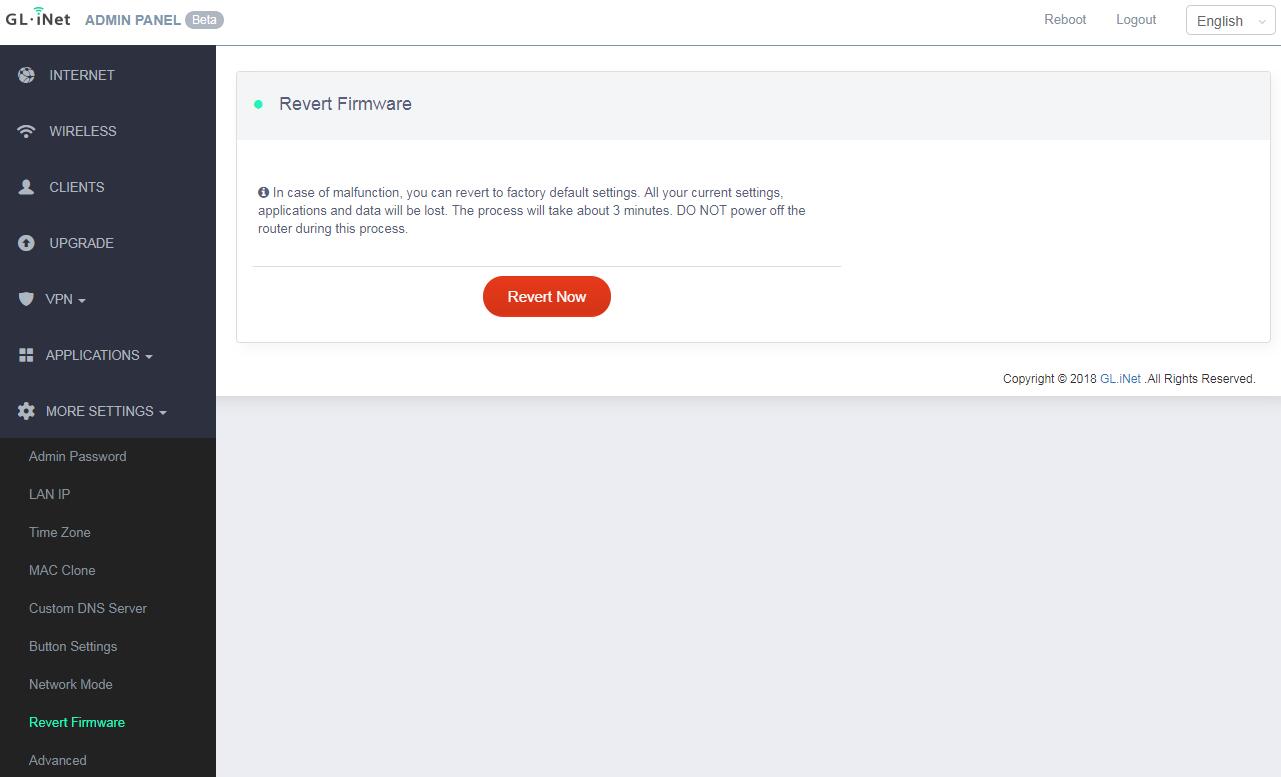 GL·iNet ADMIN PANEL Beta
Reboot
Logout
English
INTERNET
WIRELESS
CLIENTS
UPGRADE
VPN
APPLICATIONS
MORE SETTINGS
Admin Password
LAN IP
Time Zone
MAC Clone
Custom DNS Server
Button Settings
Network Mode
Revert Firmware
Advanced
Revert Firmware
In case of malfunction, you can revert to factory default settings. All your current settings,
applications and data will be lost. The process will take about 3 minutes. DO NOT power off the
router during this process.
Revert Now
Copyright © 2018 GL.iNet .All Rights Reserved.